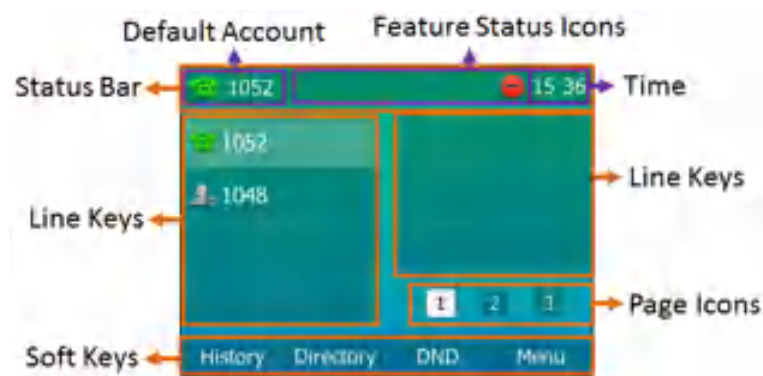 Default Account Feature Status Icons
Status Bar 1052 15 36 Time
1052
1048
Line Keys
Line Keys
1 2 3 Page Icons
Soft Keys History Directory DND Menu